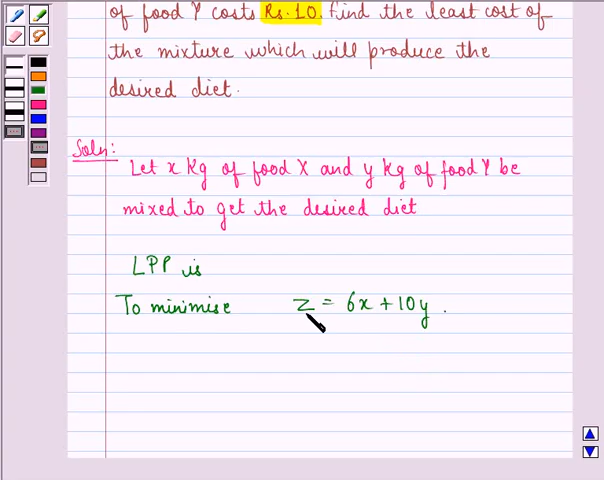 of food Y costs Rs. 10. Find the least cost of
the mixture which will produce the
desired diet.
Soln:
Let x Kg of food X and y Kg of food Y be
mixed to get the desired diet
LPP is
To minimise z = 6x + 10y.